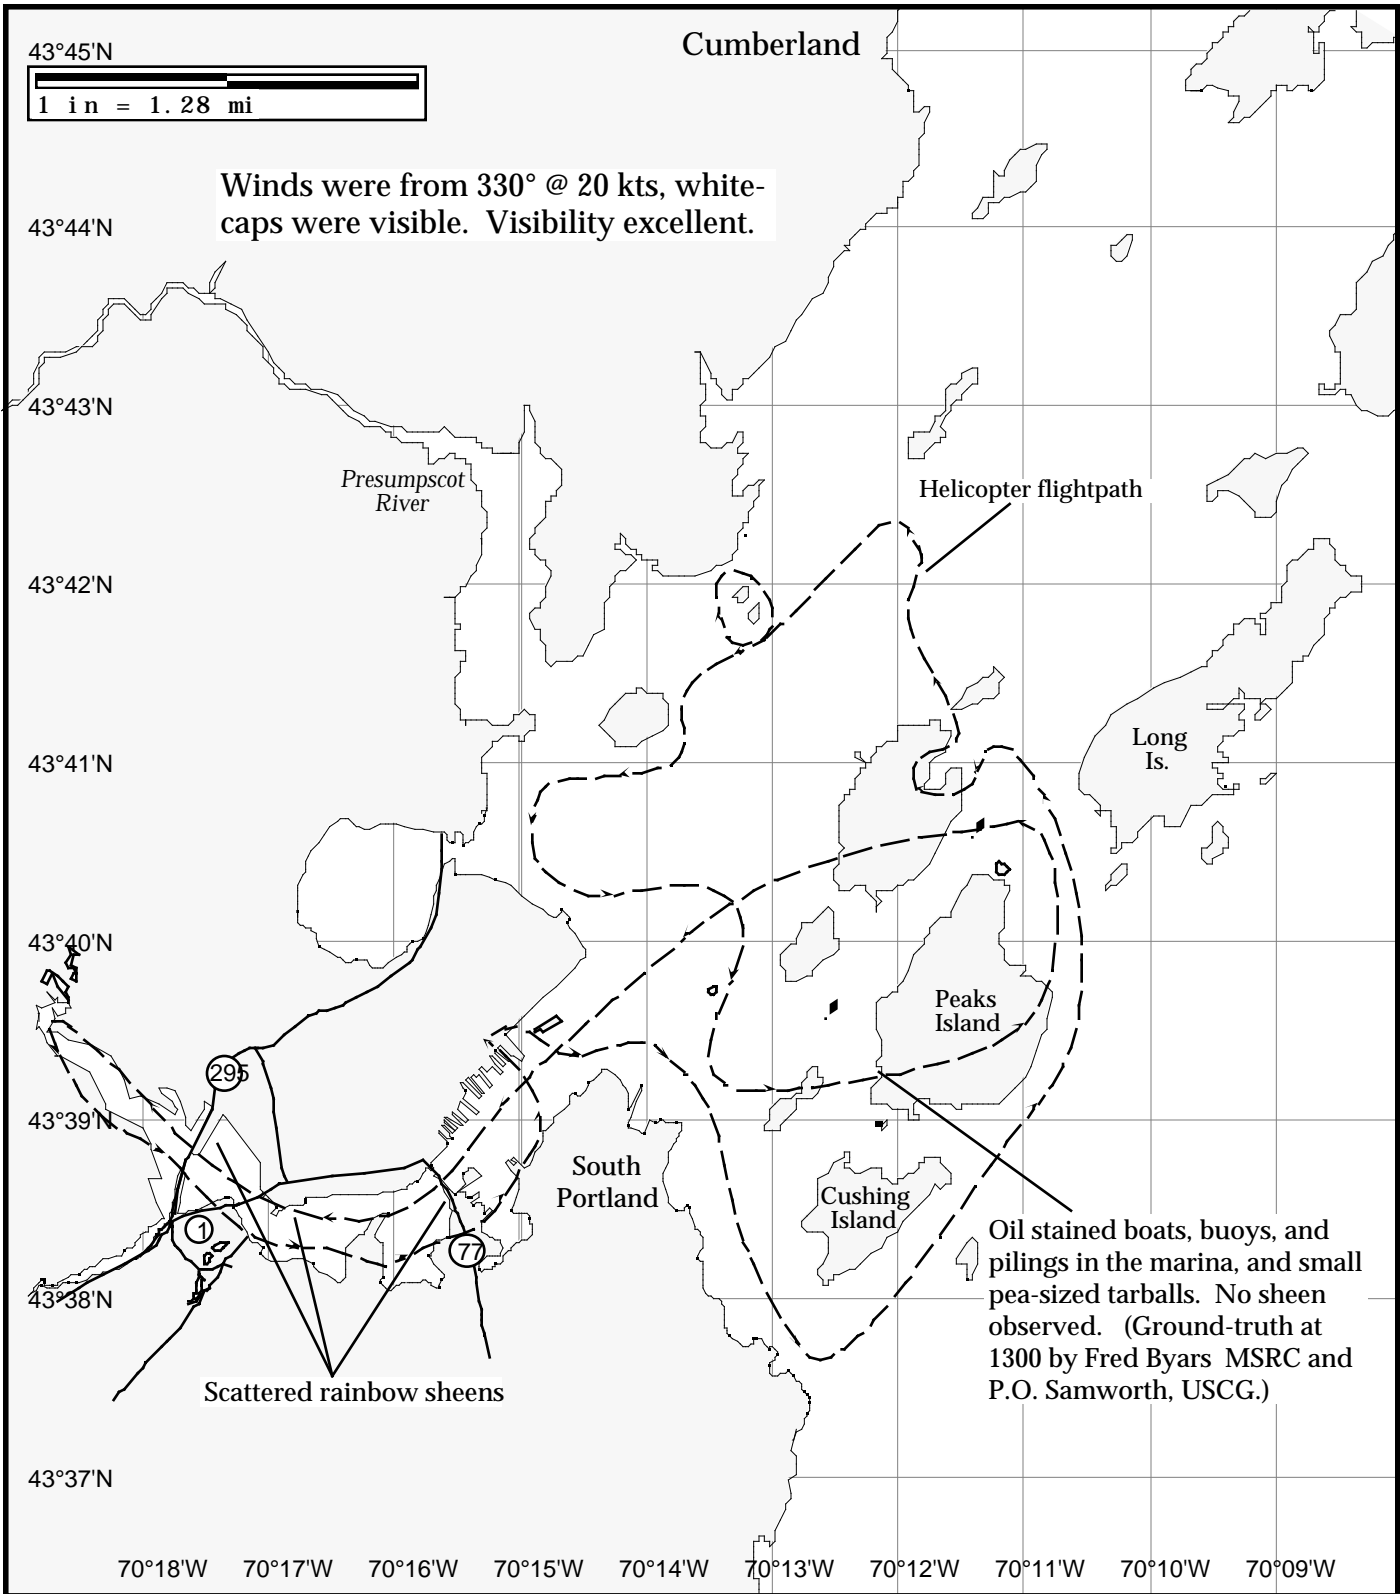 Cumberland
43°45'N
1 in = 1.28 mi
Winds were from 330° @ 20 kts, white-
caps were visible.  Visibility excellent.
43°44'N
43°43'N
Presumpscot
River
Helicopter flightpath
43°42'N
Long
Is.
43°41'N
43°40'N
Peaks
Island
295
43°39'N
South
Portland
Cushing
Island
1
77
Oil stained boats, buoys, and
pilings in the marina, and small
pea-sized tarballs.  No sheen
observed.   (Ground-truth at
1300 by Fred Byars  MSRC and
P.O. Samworth, USCG.)
43°38'N
Scattered rainbow sheens
43°37'N
70°18'W 70°17'W 70°16'W 70°15'W 70°14'W 70°13'W 70°12'W 70°11'W 70°10'W 70°09'W